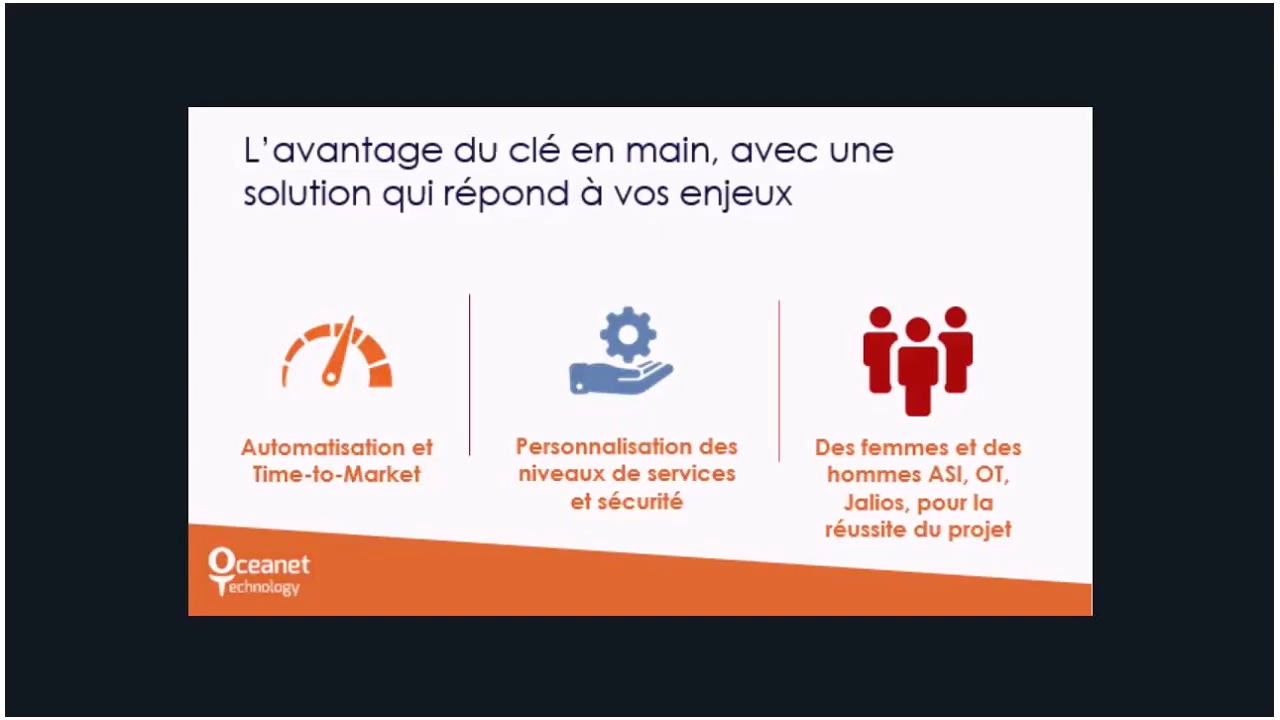 L'avantage du clé en main, avec une
solution qui répond à vos enjeux
Automatisation et
Time-to-Market
Personnalisation des
niveaux de services
et sécurité
Des femmes et des
hommes ASI, OT,
Jalios, pour la
réussite du projet
Oceanet
Technology